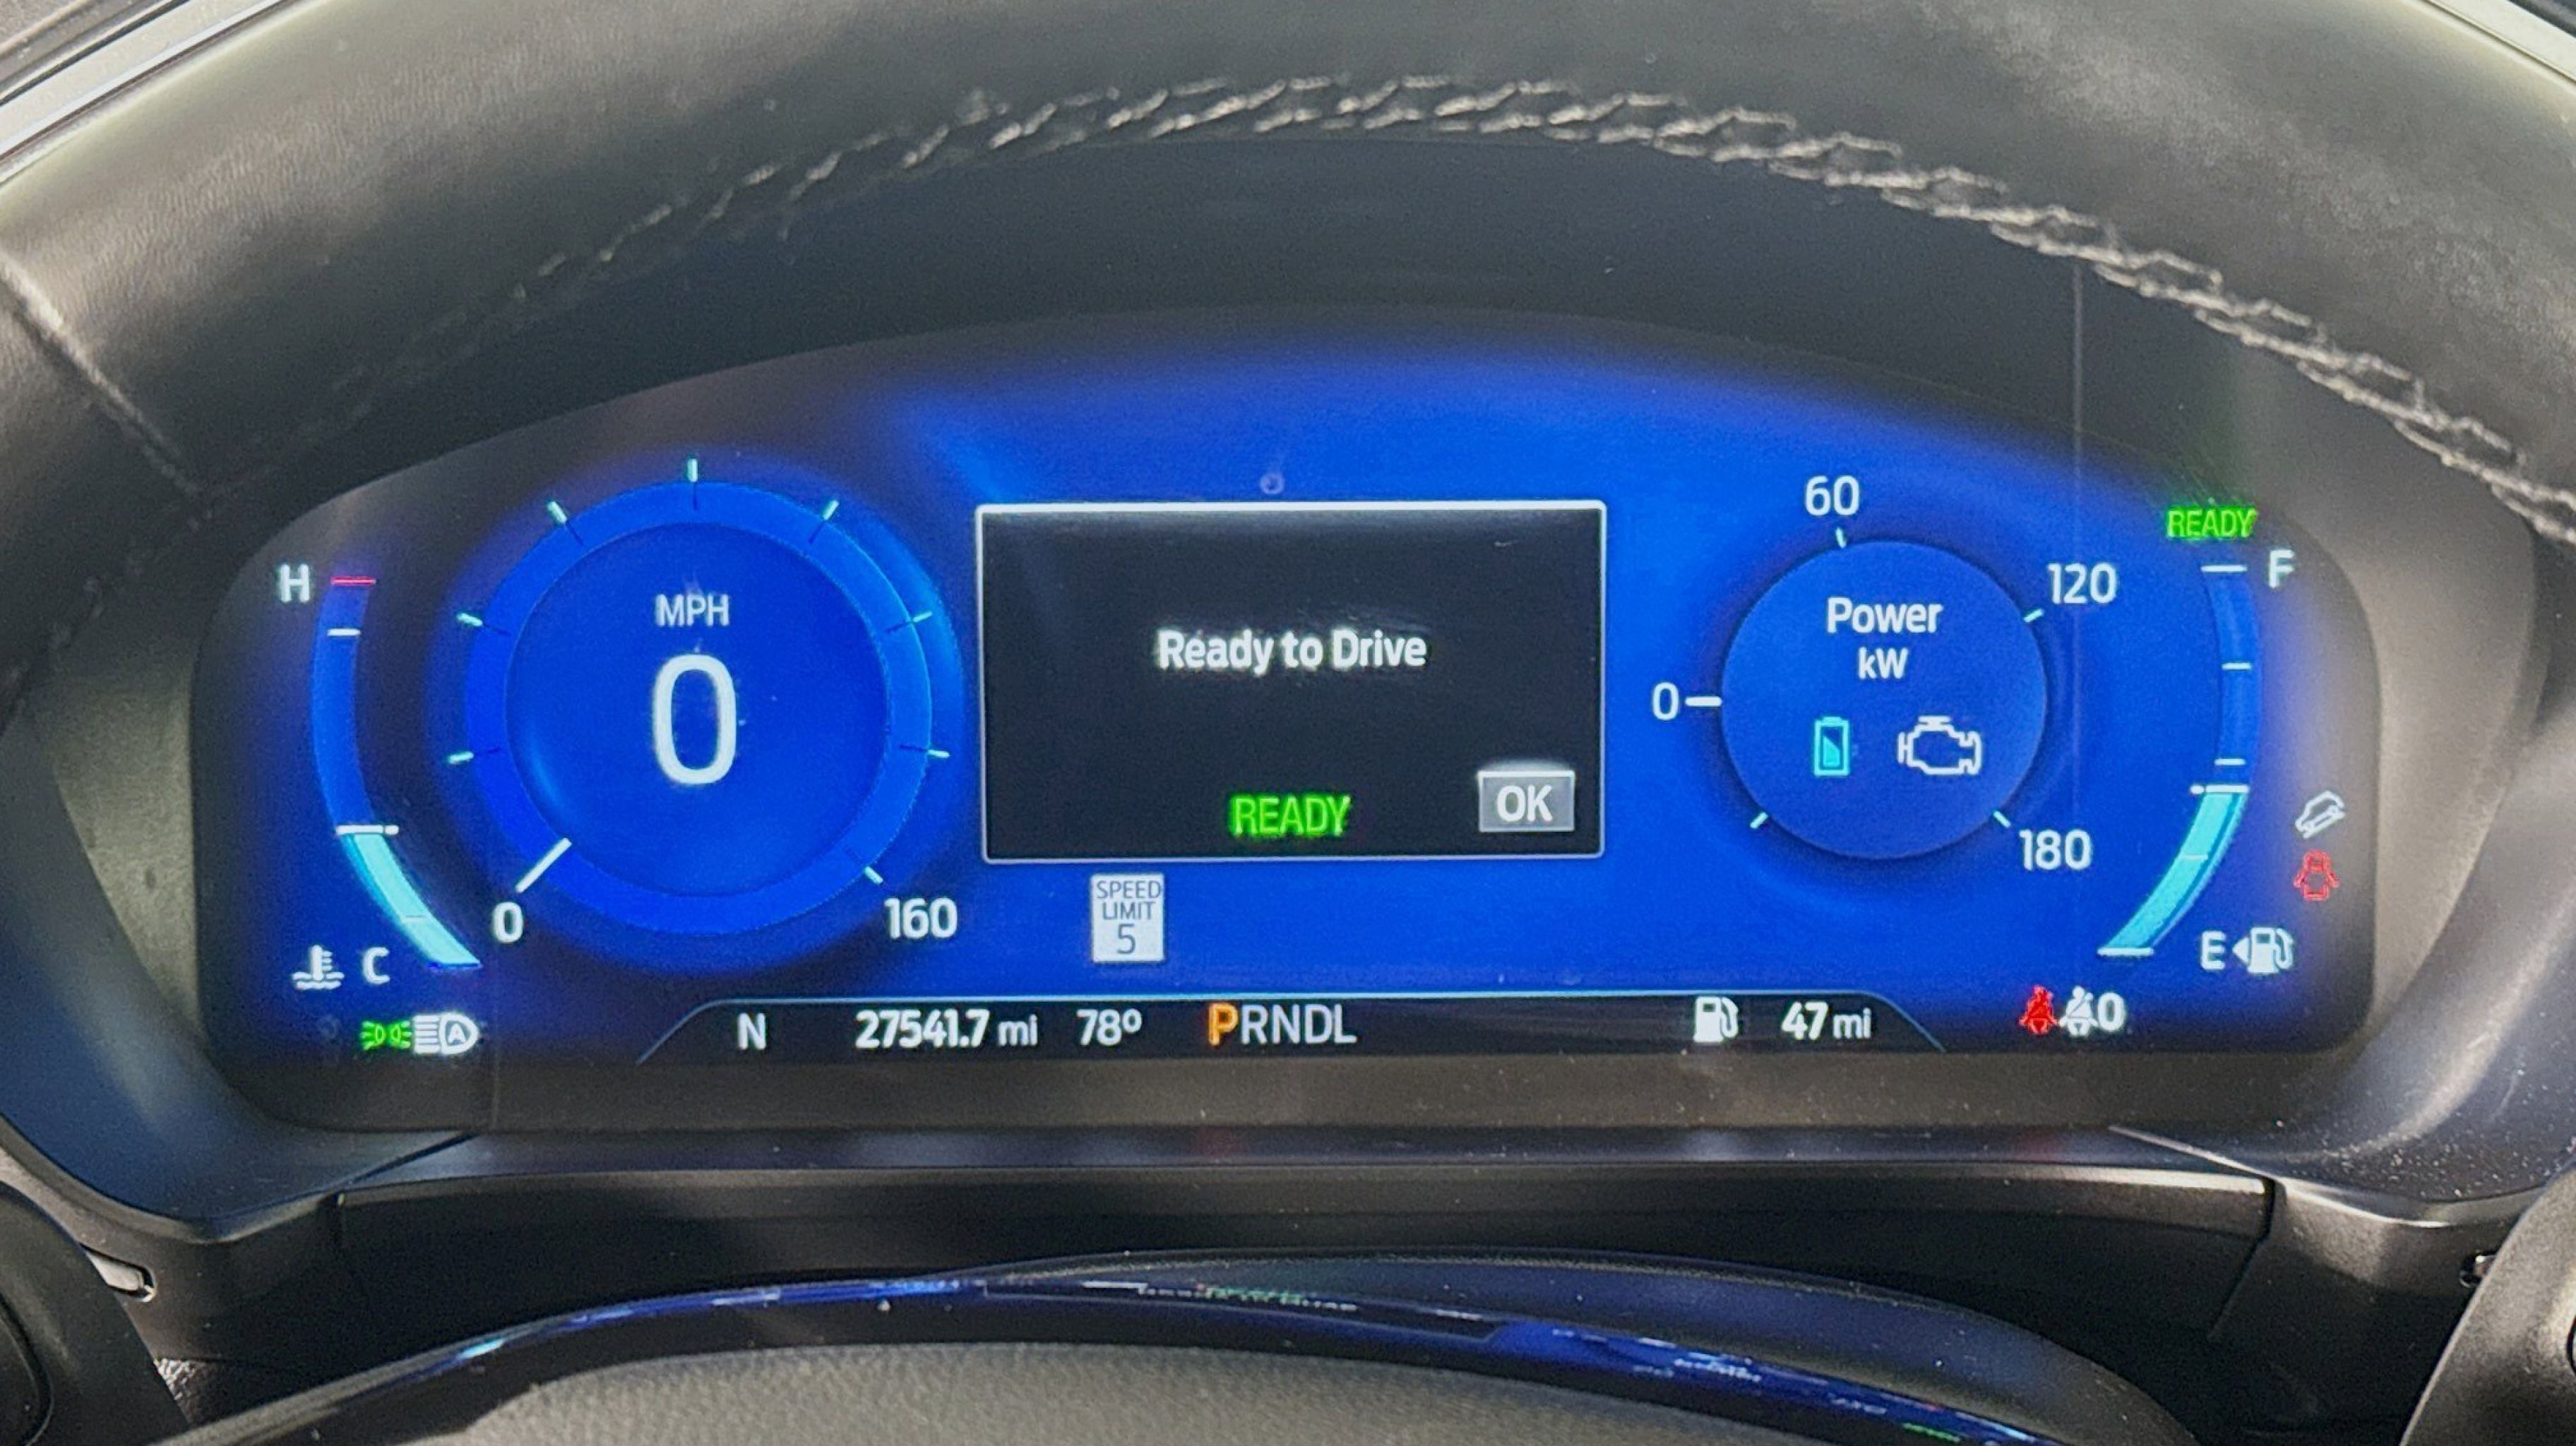 READY
H
F
60
120
MPH
Power
kW
0
Ready to Drive
0
180
READY
OK
SPEED
LIMIT
5
0
160
C
E
A
N
27541.7 mi
78°
PRNDL
47 mi
0